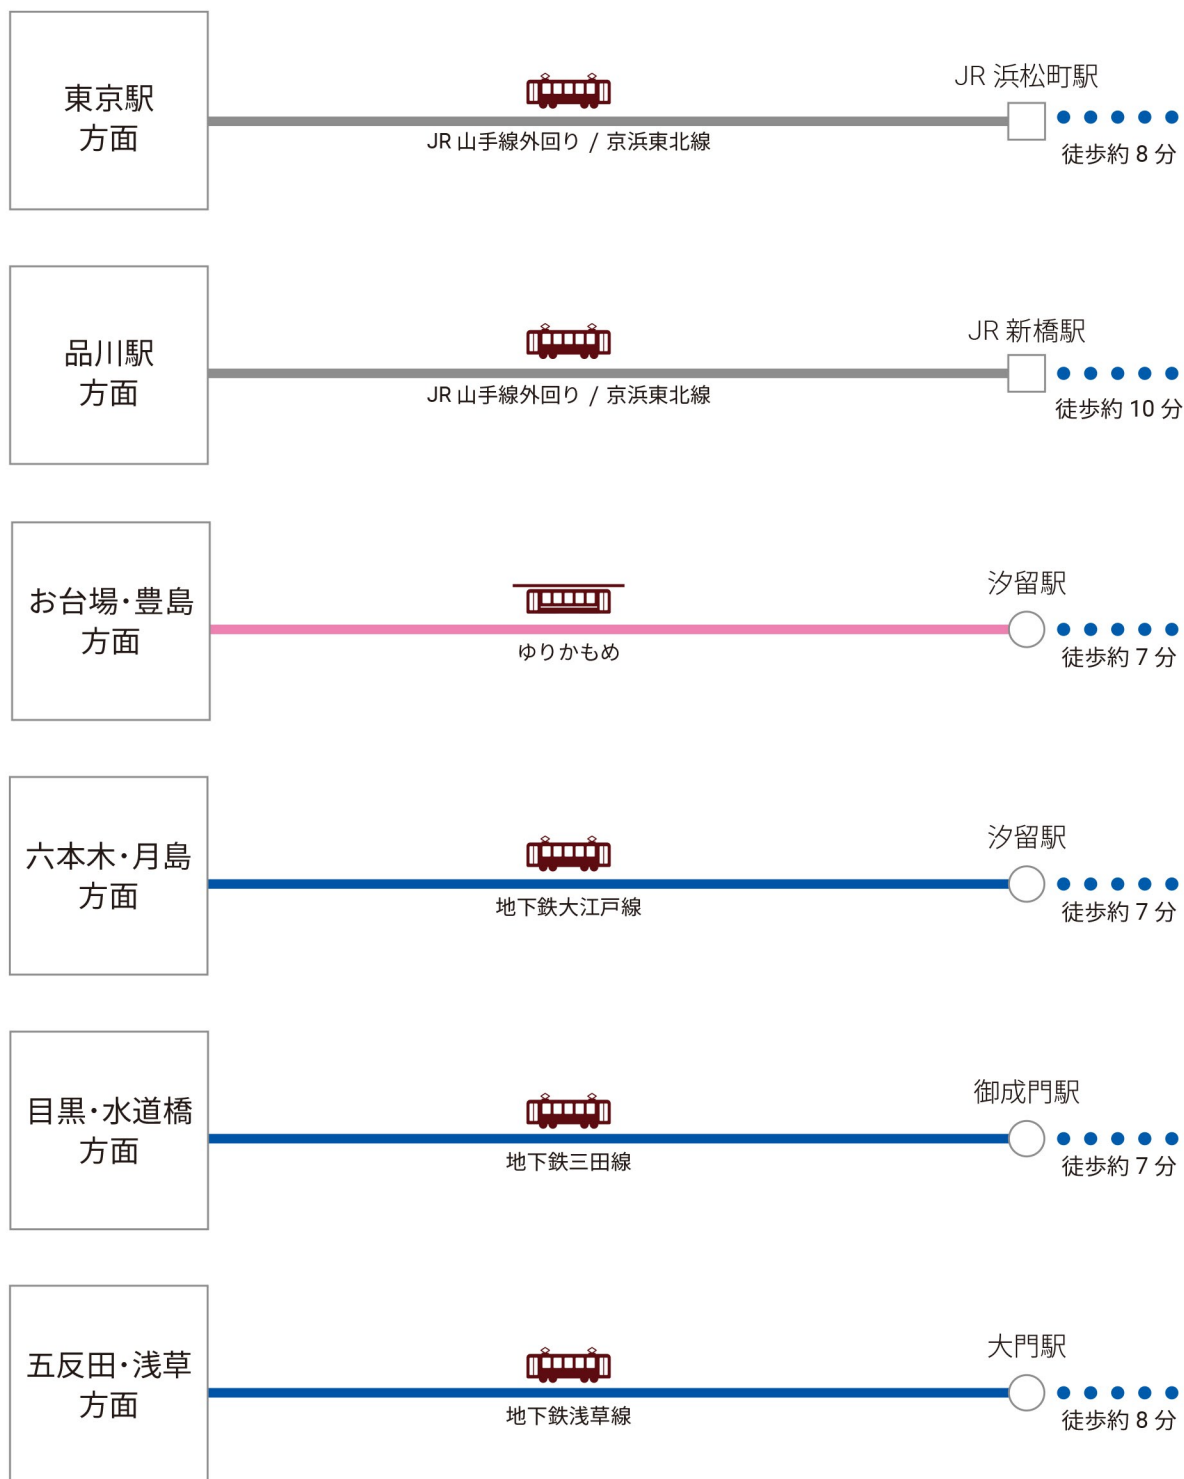 東京駅
方面
JR 山手線外回り / 京浜東北線
JR 浜松町駅
徒歩約 8 分
品川駅
方面
JR 山手線外回り / 京浜東北線
JR 新橋駅
徒歩約 10 分
お台場・豊島
方面
ゆりかもめ
汐留駅
徒歩約 7 分
六本木・月島
方面
地下鉄大江戸線
汐留駅
徒歩約 7 分
目黒・水道橋
方面
地下鉄三田線
御成門駅
徒歩約 7 分
五反田・浅草
方面
地下鉄浅草線
大門駅
徒歩約 8 分